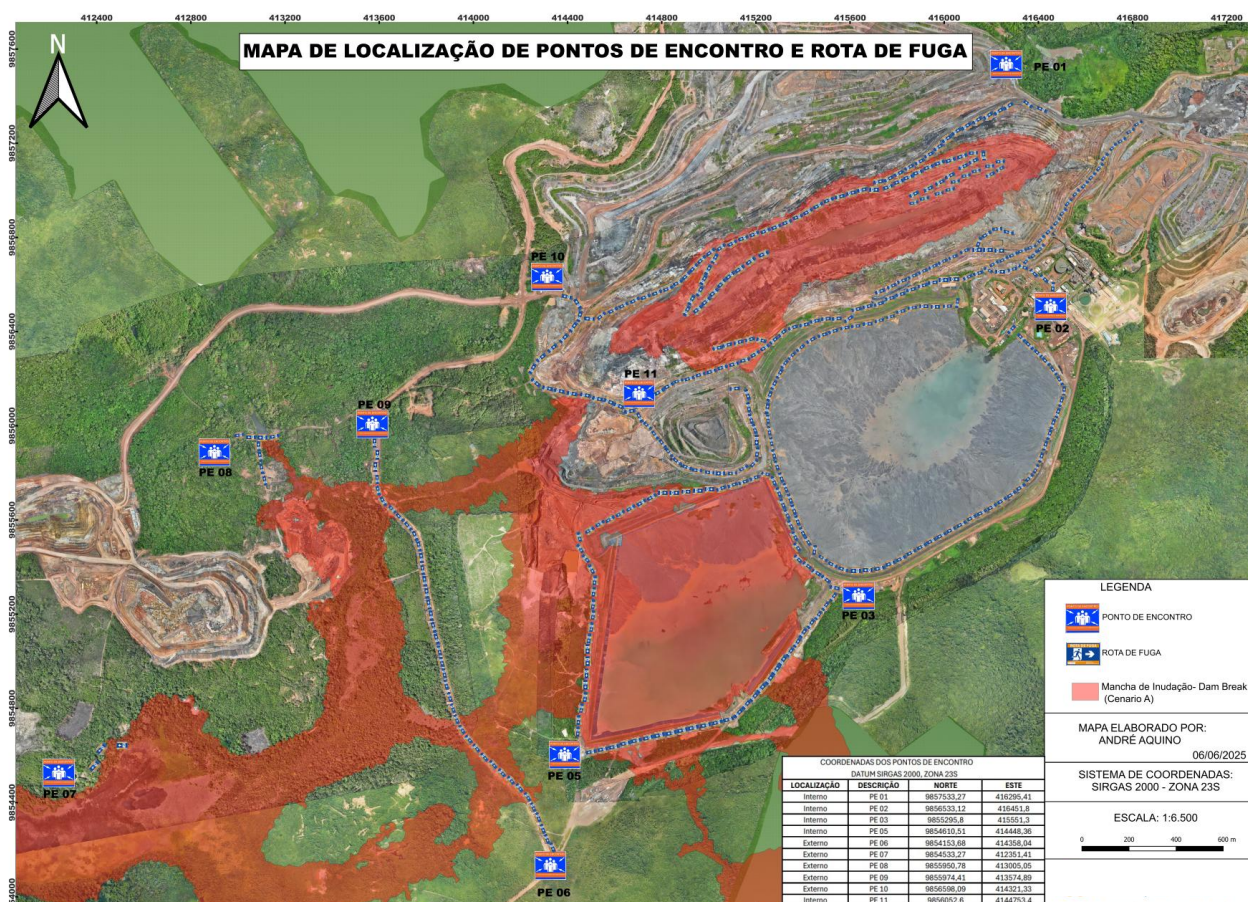 412400 412800 413200 413600 414000 414400 414800 415200 415600 416000 416400 416800 417200
9857600
N
MAPA DE LOCALIZAÇÃO DE PONTOS DE ENCONTRO E ROTA DE FUGA
PE 01
9857200
9856800
PE 10
9856400
PE 02
PE 11
PE 09
9856000
PE 08
9855600
PE 03
9855200
9854800
PE 05
PE 07
9854400
PE 06
9854000
LEGENDA
PONTO DE ENCONTRO
ROTA DE FUGA
Mancha de Inudação- Dam Break
(Cenario A)
MAPA ELABORADO POR:
ANDRÉ AQUINO
06/06/2025
SISTEMA DE COORDENADAS:
SIRGAS 2000 - ZONA 23S
ESCALA: 1:6.500
0 200 400 600 m
COORDENADAS DOS PONTOS DE ENCONTRO
DATUM SIRGAS 2000, ZONA 23S
LOCALIZAÇÃO DESCRIÇÃO NORTE ESTE
Interno PE 01 9857533,27 416295,41
Interno PE 02 9856533,12 416451,8
Interno PE 03 9855295,8 415551,3
Interno PE 05 9854610,51 414448,36
Externo PE 06 9854153,68 414358,04
Externo PE 07 9854533,27 412351,41
Externo PE 08 9855950,78 413005,05
Externo PE 09 9855974,41 413574,89
Externo PE 10 9856598,09 414321,33
Interno PE 11 9856052,6 4144753,4